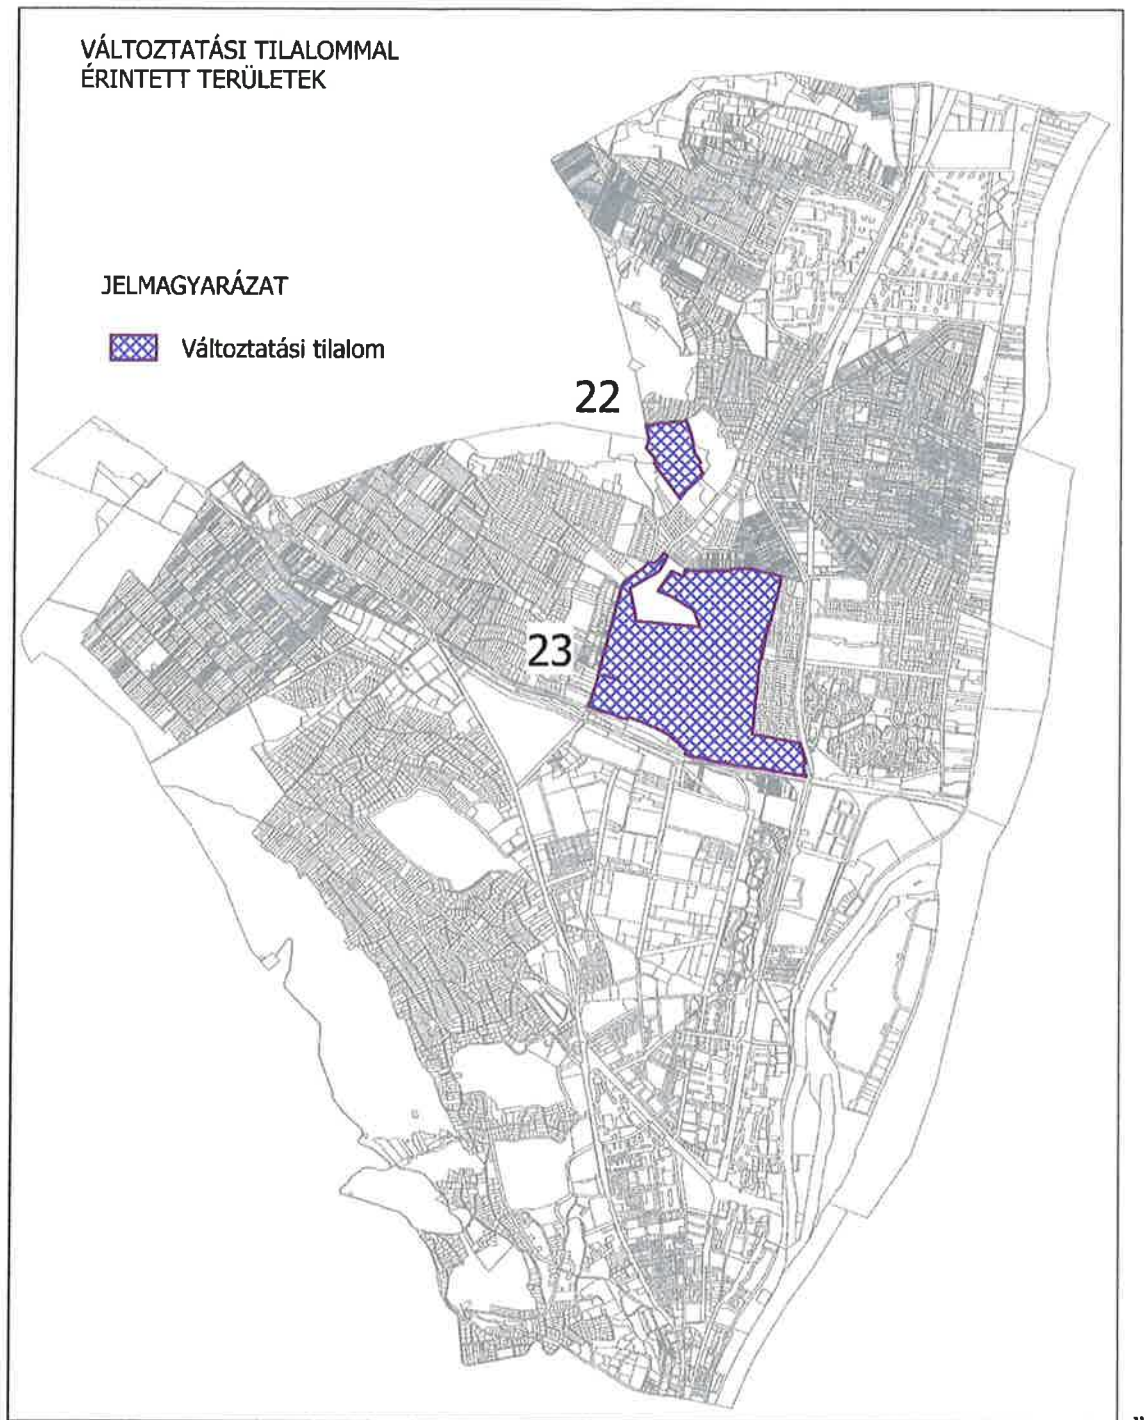 VÁLTOZTATÁSI TILALOMMAL
ÉRINTETT TERÜLETEK
JELMAGYARÁZAT
Változtatási tilalom
22
23
"